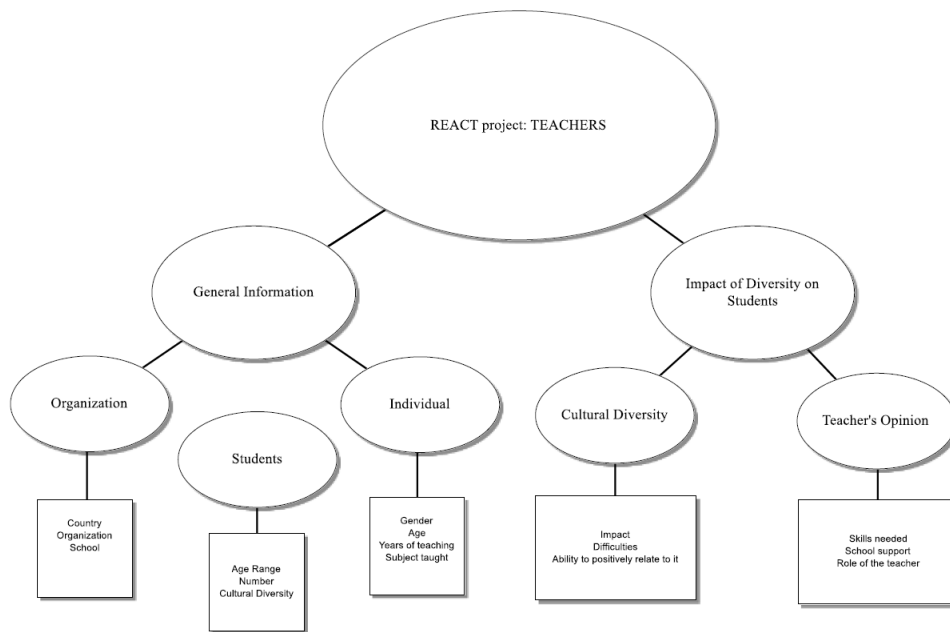 REACT project: TEACHERS
General Information
Impact of Diversity on
Students
Organization
Students
Individual
Cultural Diversity
Teacher's Opinion
Country
Organization
School
Age Range
Number
Cultural Diversity
Gender
Age
Years of teaching
Subject taught
Impact
Difficulties
Ability to positively relate to it
Skills needed
School support
Role of the teacher